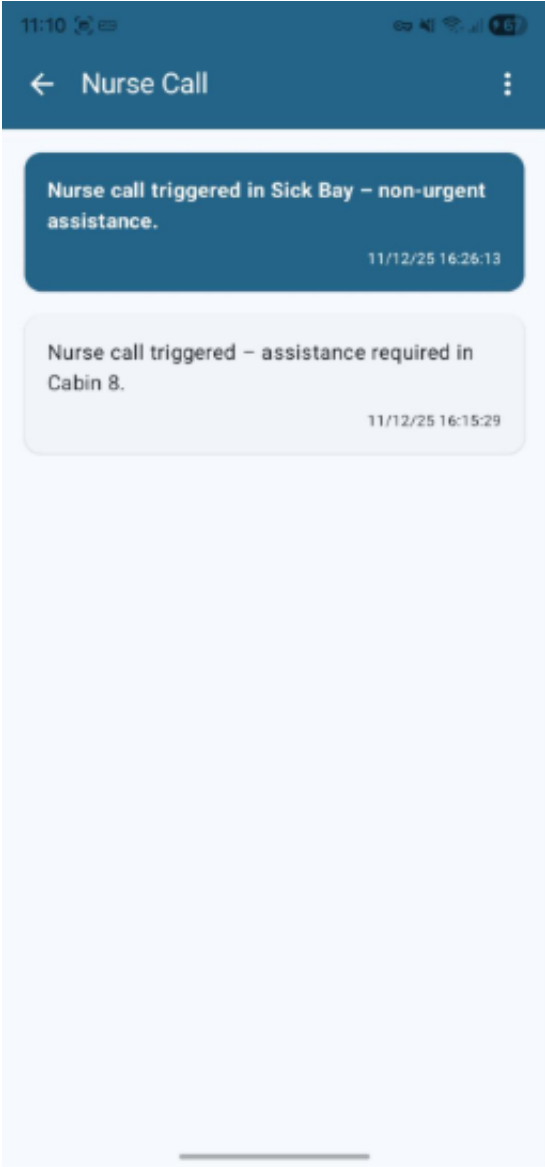 11:10
Nurse Call
Nurse call triggered in Sick Bay – non-urgent
assistance.
11/12/25 16:26:13
Nurse call triggered – assistance required in
Cabin 8.
11/12/25 16:15:29